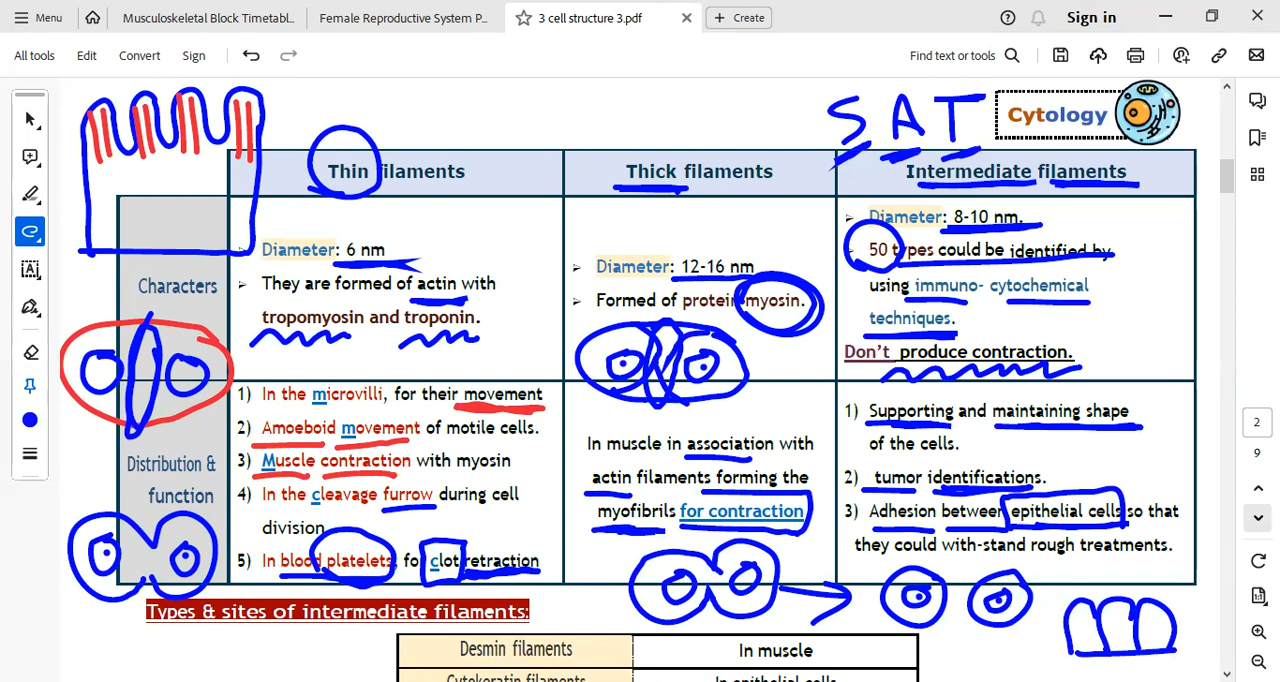 Menu
Musculoskeletal Block Timetabl...
Female Reproductive System P...
3 cell structure 3.pdf
Create
Sign in
All tools
Edit
Convert
Sign
Find text or tools
SAT
Cytology
Thin filaments
Thick filaments
Intermediate filaments
Characters
Diameter: 6 nm
They are formed of actin with
tropomyosin and troponin.
Diameter: 12-16 nm
Formed of protein myosin.
Diameter: 8-10 nm.
50 types could be identified by
using immuno- cytochemical
techniques.
Don't produce contraction.
Distribution &
function
1) In the microvilli, for their movement
2) Amoeboid movement of motile cells.
3) Muscle contraction with myosin
4) In the cleavage furrow during cell
division
5) In blood platelets, for clot retraction
In muscle in association with
actin filaments forming the
myofibrils for contraction
1) Supporting and maintaining shape
of the cells.
2) tumor identifications.
3) Adhesion between epithelial cells so that
they could with-stand rough treatments.
Types & sites of intermediate filaments:
Desmin filaments
In muscle
Cytokeratin filaments
In epithelial cells
2
9